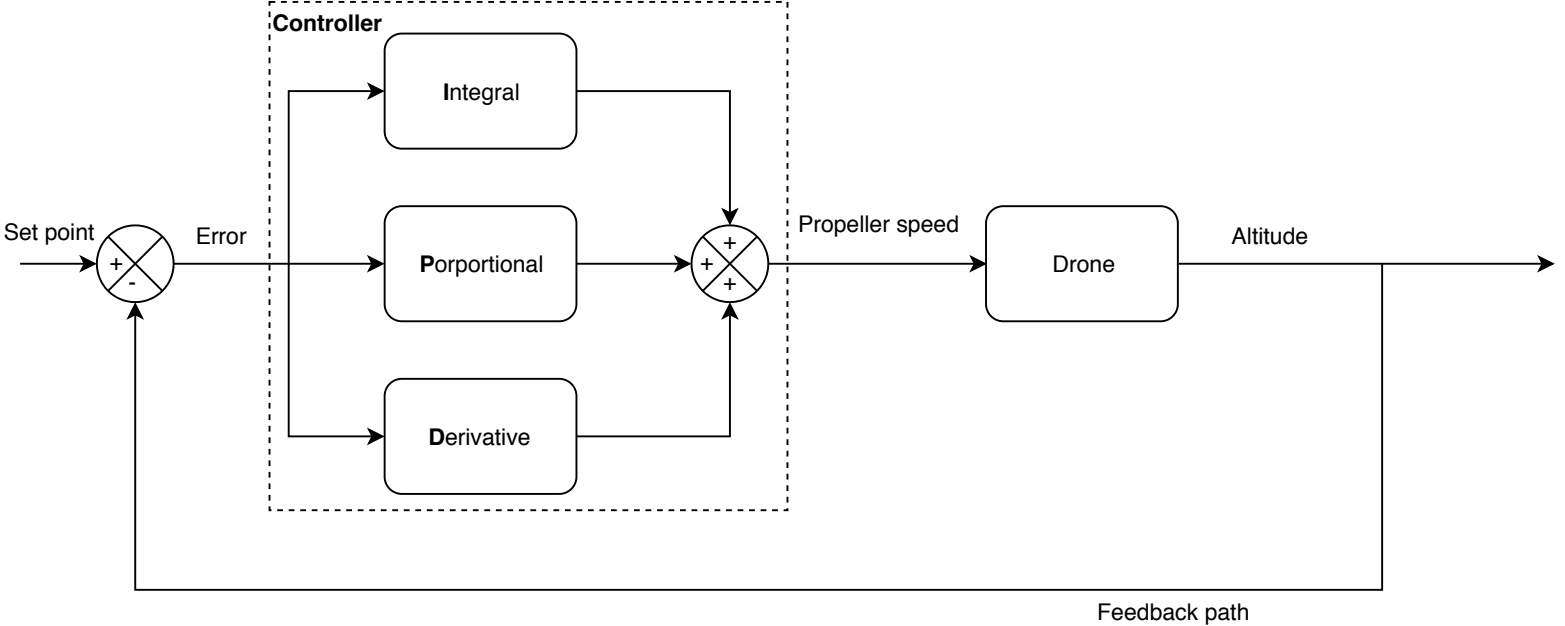 Controller
Integral
Set point
Error
+
-
Porportional
+
+
+
Propeller speed
Drone
Altitude
Derivative
Feedback path